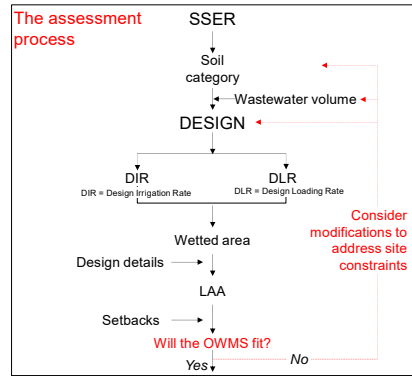 The assessment
process
SSER
Soil
category
Wastewater volume
DESIGN
DIR
DIR = Design Irrigation Rate
DLR
DLR = Design Loading Rate
Consider
modifications to
address site
constraints
Wetted area
Design details
LAA
Setbacks
Will the OWMS fit?
Yes
No